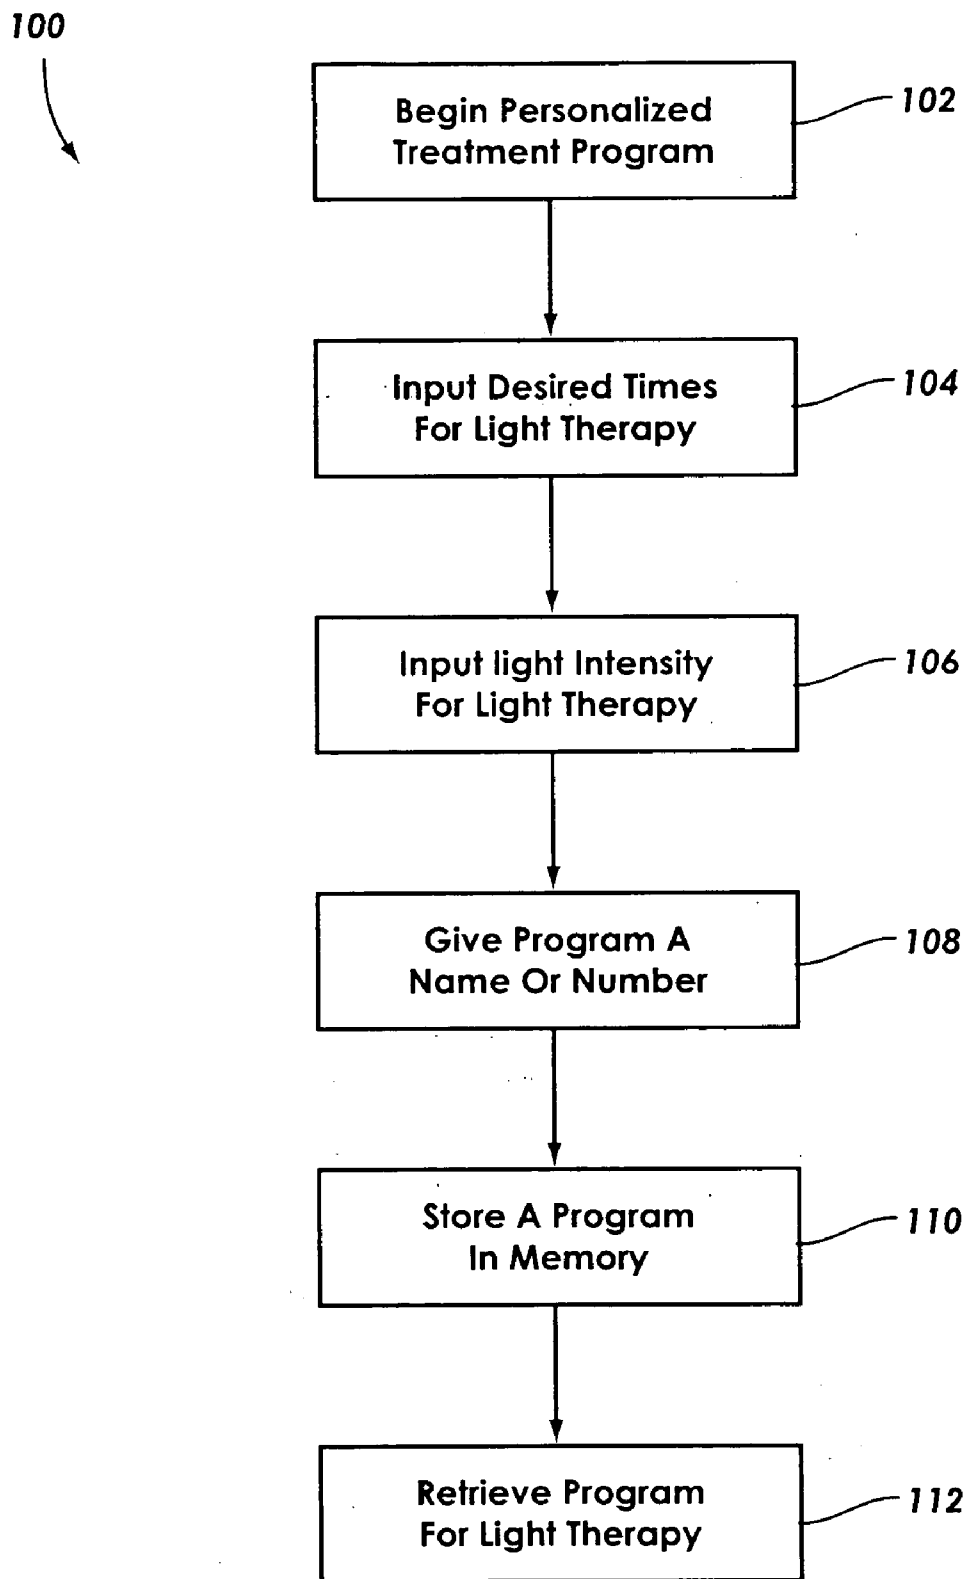 100
Begin Personalized
Treatment Program
102
Input Desired Times
For Light Therapy
104
Input light Intensity
For Light Therapy
106
Give Program A
Name Or Number
108
Store A Program
In Memory
110
Retrieve Program
For Light Therapy
112